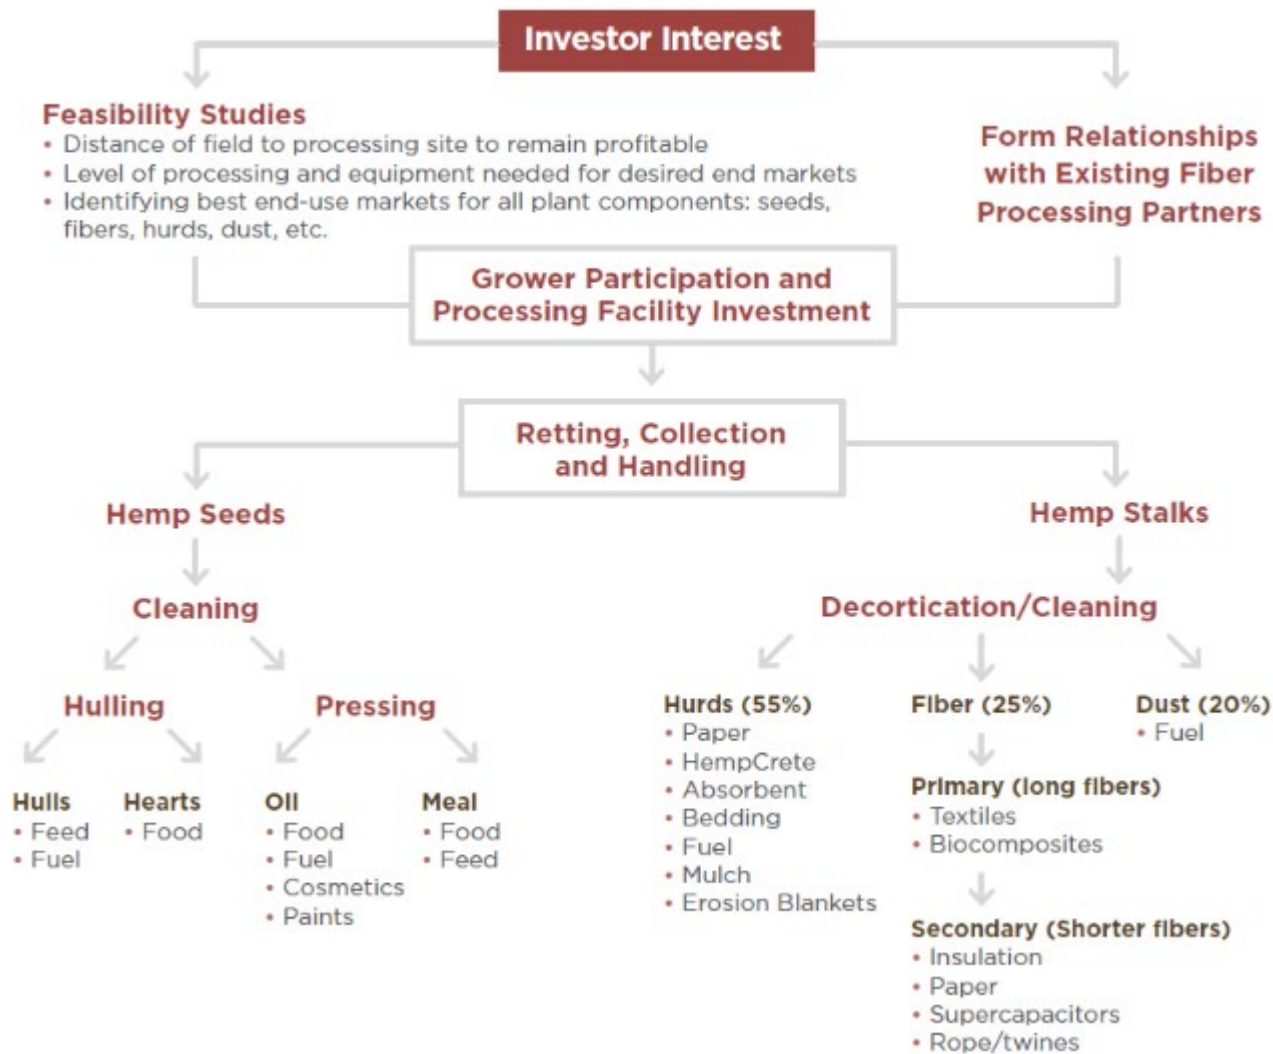 Investor Interest
Feasibility Studies
• Distance of field to processing site to remain profitable
• Level of processing and equipment needed for desired end markets
• Identifying best end-use markets for all plant components: seeds,
fibers, hurds, dust, etc.
Form Relationships
with Existing Fiber
Processing Partners
Grower Participation and
Processing Facility Investment
Retting, Collection
and Handling
Hemp Seeds
Cleaning
Hulling
Pressing
Hulls
• Feed
• Fuel
Hearts
• Food
Oil
• Food
• Fuel
• Cosmetics
• Paints
Meal
• Food
• Feed
Hemp Stalks
Decortication/Cleaning
Hurds (55%)
• Paper
• HempCrete
• Absorbent
• Bedding
• Fuel
• Mulch
• Erosion Blankets
Fiber (25%)
Primary (long fibers)
• Textiles
• Biocomposites
Secondary (Shorter fibers)
• Insulation
• Paper
• Supercapacitors
• Rope/twines
Dust (20%)
• Fuel